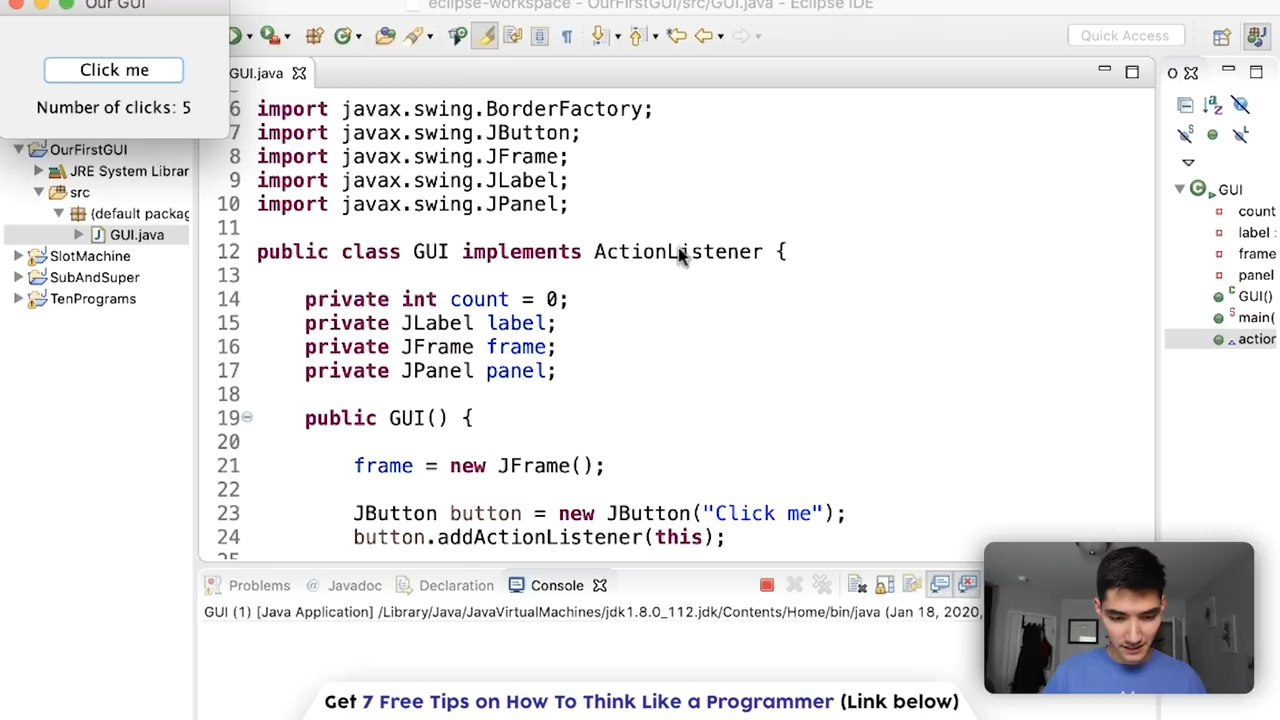 Our GUI
eclipse-workspace - OurFirstGUI/src/GUI.java - Eclipse IDE
Click me
Number of clicks: 5
Quick Access
GUI.java
OurFirstGUI
JRE System Librar
src
(default packag
GUI.java
SlotMachine
SubAndSuper
TenPrograms
6 import javax.swing.BorderFactory;
7 import javax.swing.JButton;
8 import javax.swing.JFrame;
9 import javax.swing.JLabel;
10 import javax.swing.JPanel;
11
12 public class GUI implements ActionListener {
13
14 private int count = 0;
15 private JLabel label;
16 private JFrame frame;
17 private JPanel panel;
18
19 public GUI() {
20
21 frame = new JFrame();
22
23 JButton button = new JButton("Click me");
24 button.addActionListener(this);
25
GUI
count
label :
frame
panel
GUI()
main(
action
Problems @ Javadoc Declaration Console
GUI (1) [Java Application] /Library/Java/JavaVirtualMachines/jdk1.8.0_112.jdk/Contents/Home/bin/java (Jan 18, 2020,
Get 7 Free Tips on How To Think Like a Programmer (Link below)